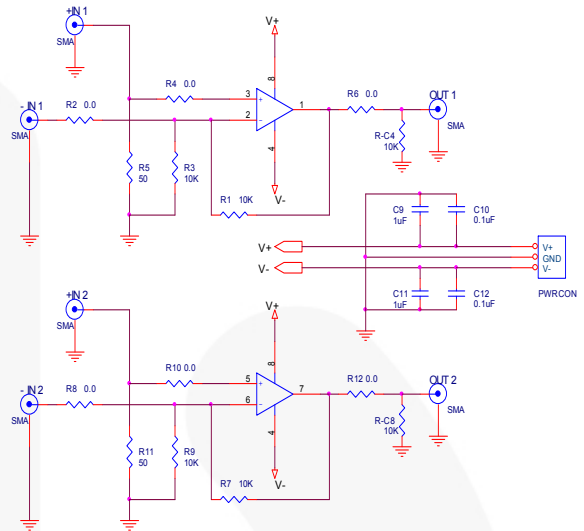 +IN 1
SMA
V+
8
R4 0.0
3
+
R6 0.0
OUT 1
- IN 1
R2 0.0
1
2
-
SMA
SMA
R-C4
10K
4
R5
50
R3
10K
R1 10K
V-
C9
1uF
C10
0.1uF
V+
V+
GND
V-
V-
C11
1uF
C12
0.1uF
PWRCON
+IN 2
SMA
V+
8
R10 0.0
5
+
R12 0.0
OUT 2
- IN 2
R8 0.0
7
6
-
SMA
SMA
R-C8
10K
4
R11
50
R9
10K
R7 10K
V-